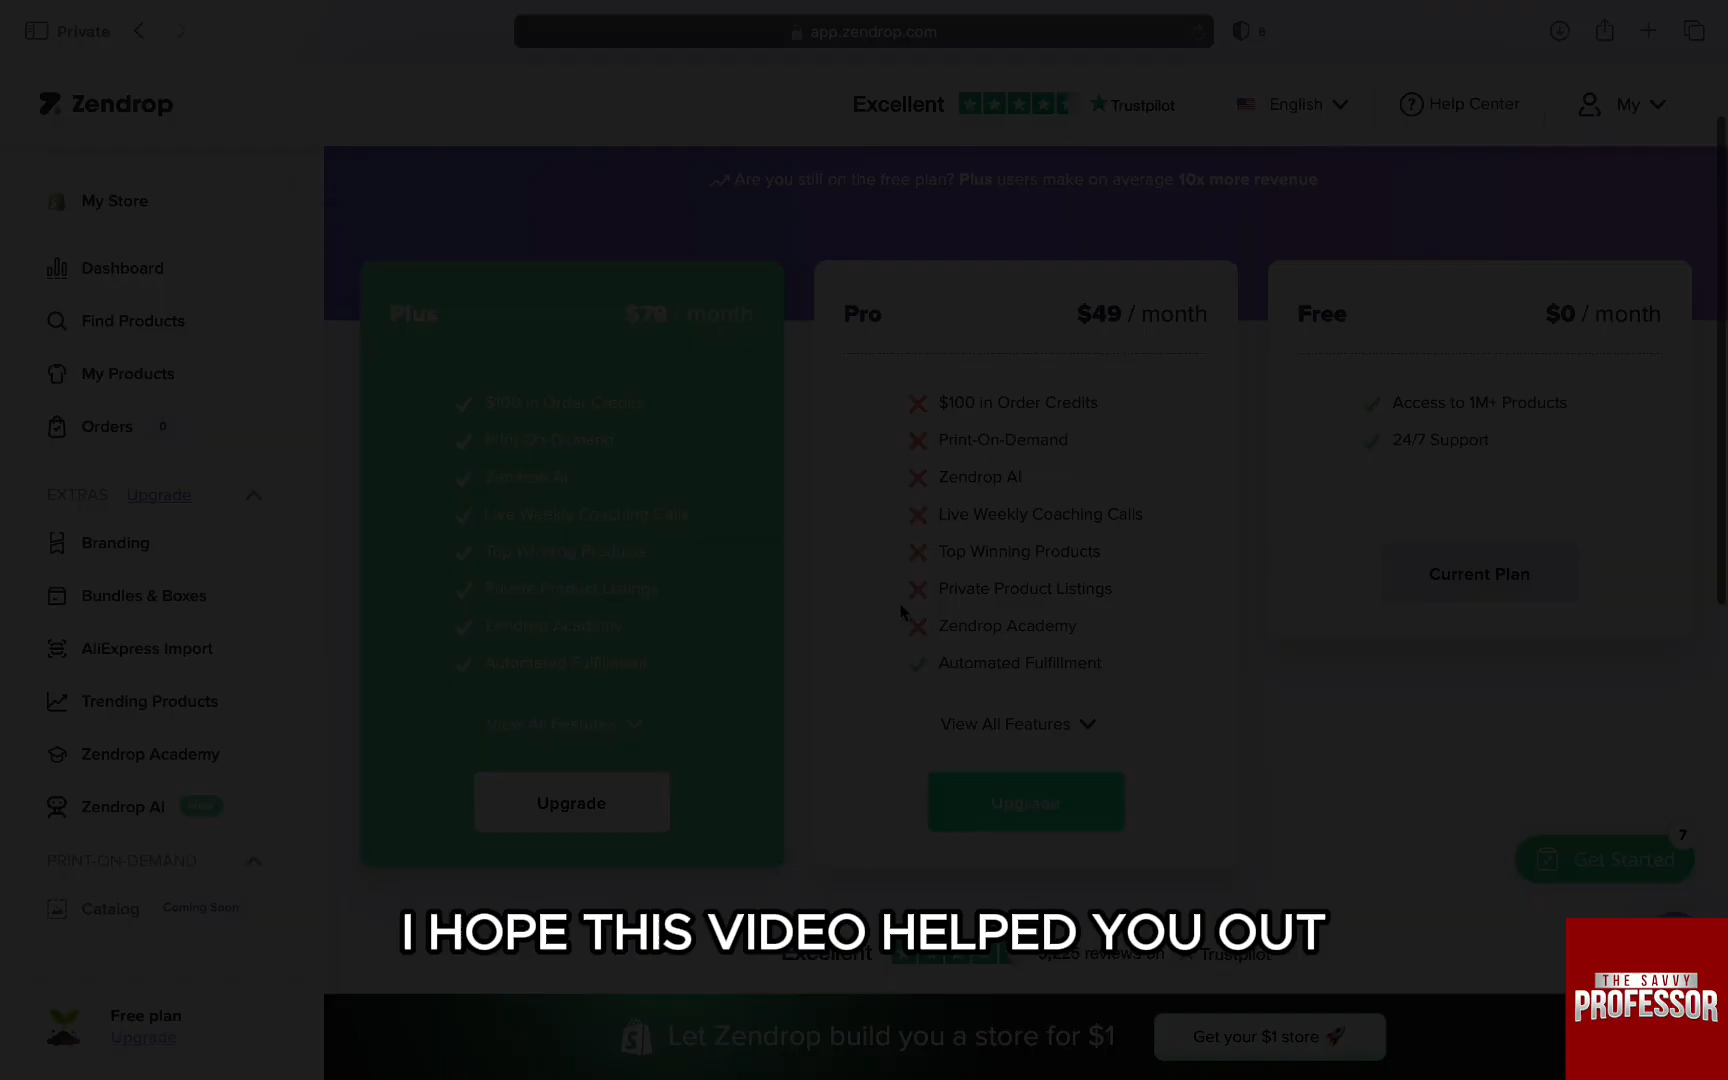 Private
app.zendrop.com
Zendrop
Excellent
Trustpilot
English
Help Center
My
My Store
Dashboard
Find Products
My Products
Orders 0
EXTRAS Upgrade
Branding
Bundles & Boxes
AliExpress Import
Trending Products
Zendrop Academy
Zendrop AI
PRINT-ON-DEMAND
Catalog Coming Soon
Free plan
Upgrade
Are you still on the free plan? Plus users make on average 10x more revenue
Plus $79 / month
$100 in Order Credits
Print-On-Demand
Zendrop AI
Live Weekly Coaching Calls
Top Winning Products
Private Product Listings
Zendrop Academy
Automated Fulfillment
View All Features
Upgrade
Pro $49 / month
$100 in Order Credits
Print-On-Demand
Zendrop AI
Live Weekly Coaching Calls
Top Winning Products
Private Product Listings
Zendrop Academy
Automated Fulfillment
View All Features
Upgrade
Free $0 / month
Access to 1M+ Products
24/7 Support
Current Plan
7
Get Started
I HOPE THIS VIDEO HELPED YOU OUT
Excellent reviews on Trustpilot
Let Zendrop build you a store for $1
Get your $1 store
THE SAVVY
PROFESSOR